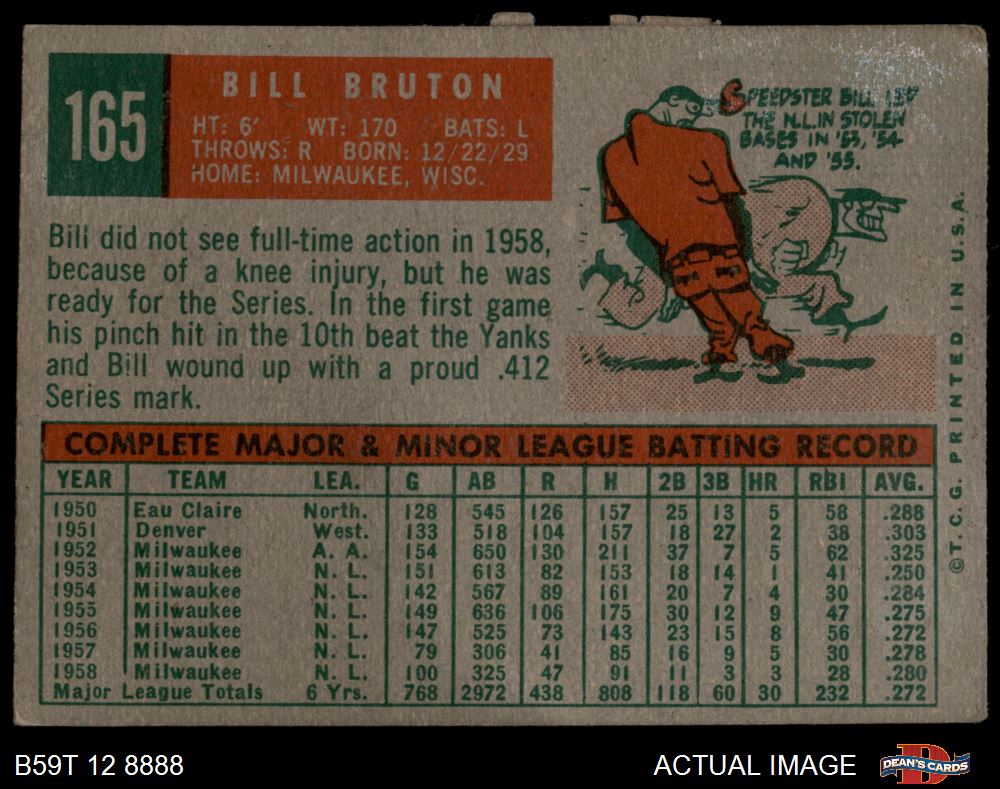 165
BILL BRUTON
HT: 6' WT: 170 BATS: L
THROWS: R BORN: 12/22/29
HOME: MILWAUKEE, WISC.
SPEEDSTER BILL LED
THE N.L. IN STOLEN
BASES IN '53, '54
AND '55.
Bill did not see full-time action in 1958,
because of a knee injury, but he was
ready for the Series. In the first game
his pinch hit in the 10th beat the Yanks
and Bill wound up with a proud .412
Series mark.
COMPLETE MAJOR & MINOR LEAGUE BATTING RECORD
YEAR TEAM LEA. G AB R H 2B 3B HR RBI AVG.
1950 Eau Claire North. 128 545 126 157 25 13 5 58 .288
1951 Denver West. 133 518 104 157 18 27 2 38 .303
1952 Milwaukee A. A. 154 650 130 211 37 7 5 62 .325
1953 Milwaukee N. L. 151 613 82 153 18 14 1 41 .250
1954 Milwaukee N. L. 142 567 89 161 20 7 4 30 .284
1955 Milwaukee N. L. 149 636 106 175 30 12 9 47 .275
1956 Milwaukee N. L. 147 525 73 143 23 15 8 56 .272
1957 Milwaukee N. L. 79 306 41 85 16 9 5 30 .278
1958 Milwaukee N. L. 100 325 47 91 11 3 3 28 .280
Major League Totals 6 Yrs. 768 2972 438 808 118 60 30 232 .272
©T. C. G. PRINTED IN U.S.A.
B59T 12 8888
ACTUAL IMAGE
DEAN'S CARDS